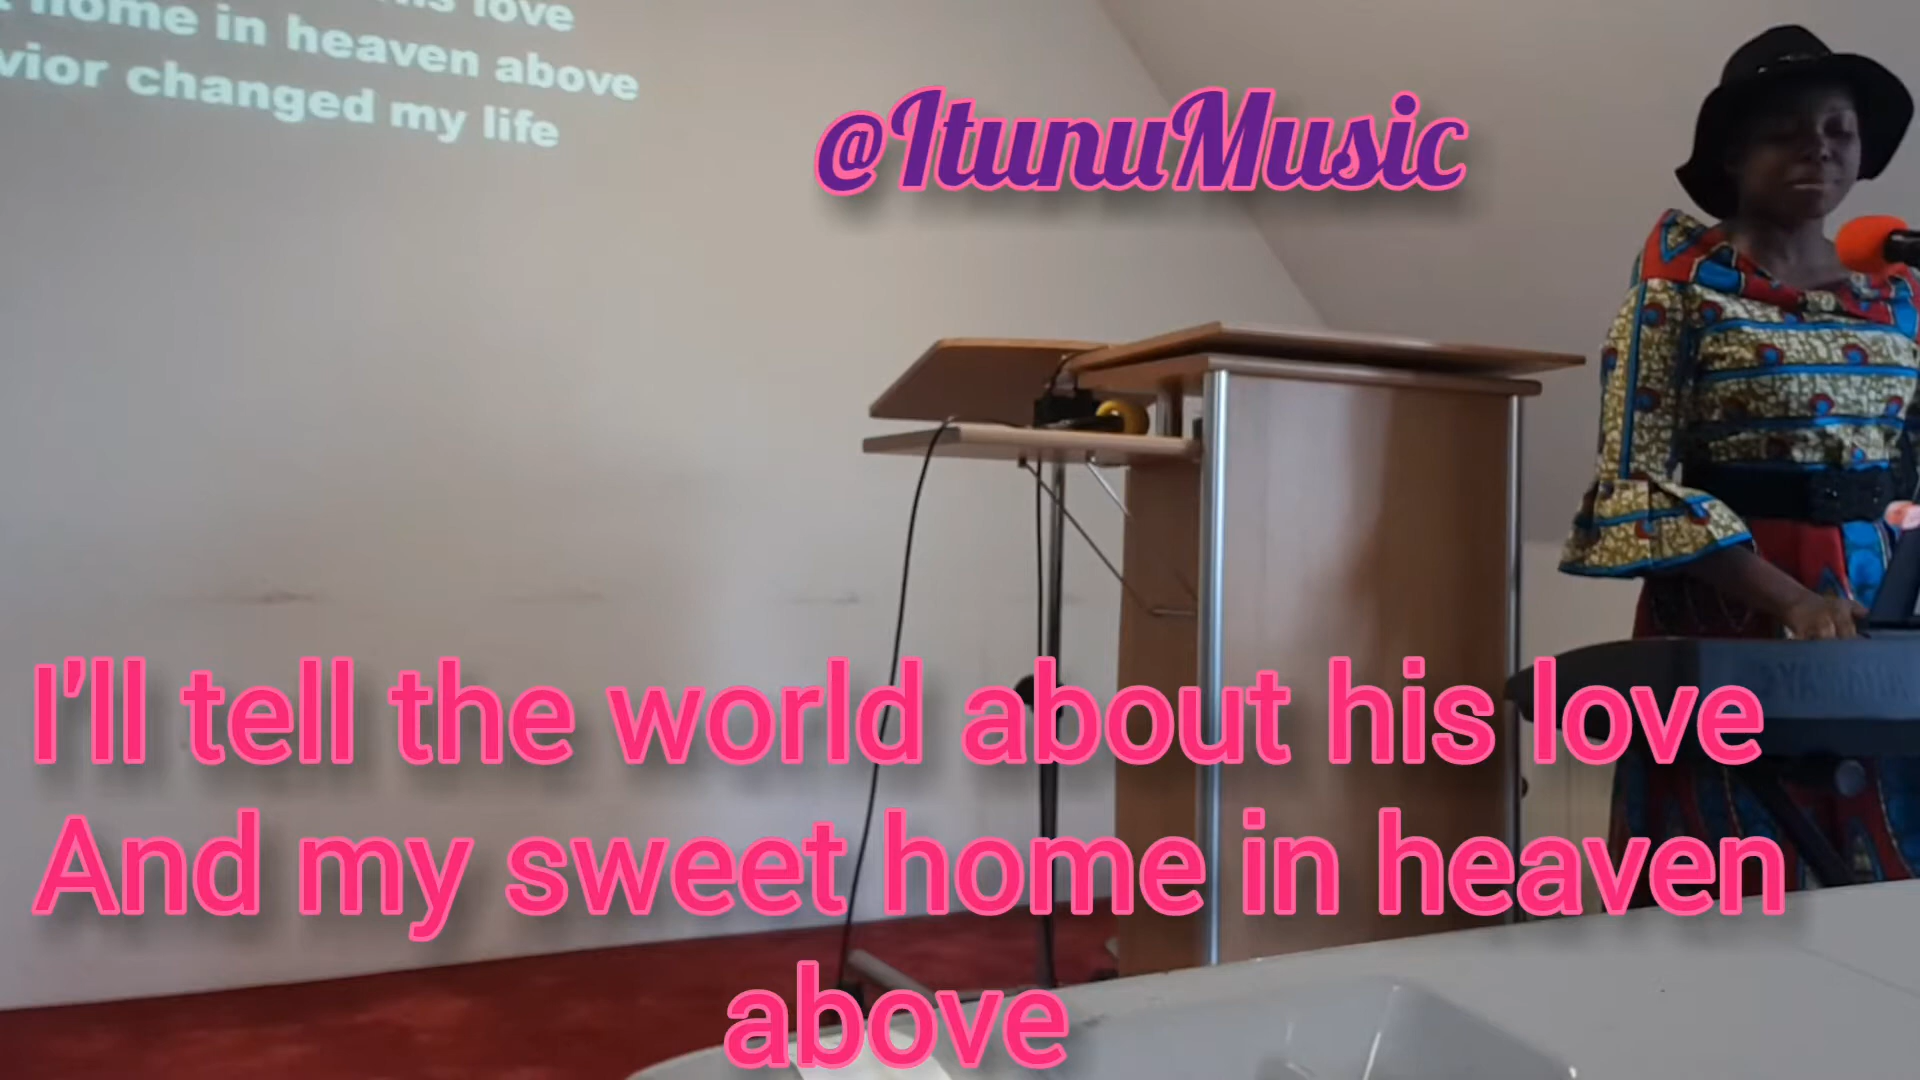 love
home in heaven above
vior changed my life
@ItunuMusic
I'll tell the world about his love
And my sweet home in heaven
above